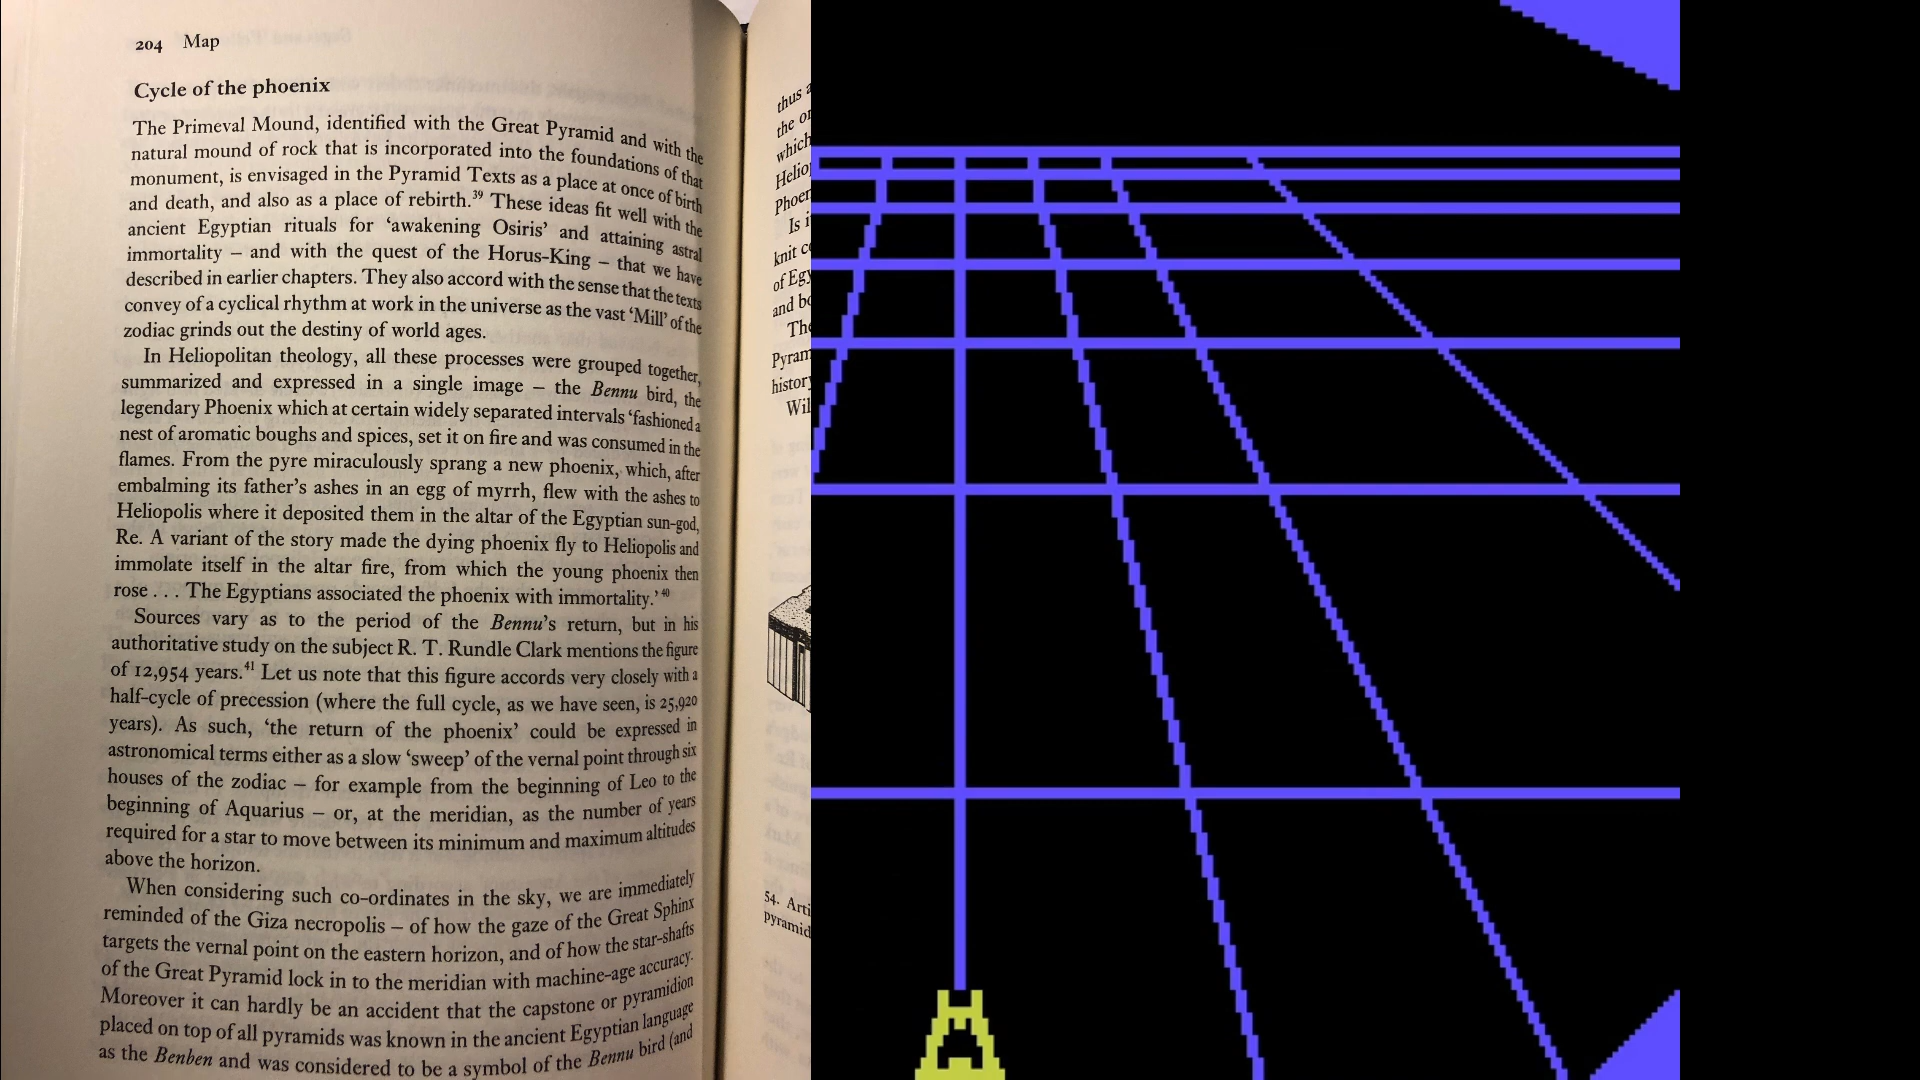 204 Map
Cycle of the phoenix
The Primeval Mound, identified with the Great Pyramid and with the
natural mound of rock that is incorporated into the foundations of that
monument, is envisaged in the Pyramid Texts as a place at once of birth
and death, and also as a place of rebirth.39 These ideas fit well with the
ancient Egyptian rituals for ‘awakening Osiris’ and attaining astral
immortality – and with the quest of the Horus-King – that we have
described in earlier chapters. They also accord with the sense that the texts
convey of a cyclical rhythm at work in the universe as the vast ‘Mill’ of the
zodiac grinds out the destiny of world ages.
In Heliopolitan theology, all these processes were grouped together,
summarized and expressed in a single image – the Bennu bird, the
legendary Phoenix which at certain widely separated intervals ‘fashioned a
nest of aromatic boughs and spices, set it on fire and was consumed in the
flames. From the pyre miraculously sprang a new phoenix, which, after
embalming its father’s ashes in an egg of myrrh, flew with the ashes to
Heliopolis where it deposited them in the altar of the Egyptian sun-god,
Re. A variant of the story made the dying phoenix fly to Heliopolis and
immolate itself in the altar fire, from which the young phoenix then
rose . . . The Egyptians associated the phoenix with immortality.’40
Sources vary as to the period of the Bennu’s return, but in his
authoritative study on the subject R. T. Rundle Clark mentions the figure
of 12,954 years.41 Let us note that this figure accords very closely with a
half-cycle of precession (where the full cycle, as we have seen, is 25,920
years). As such, ‘the return of the phoenix’ could be expressed in
astronomical terms either as a slow ‘sweep’ of the vernal point through six
houses of the zodiac – for example from the beginning of Leo to the
beginning of Aquarius – or, at the meridian, as the number of years
required for a star to move between its minimum and maximum altitudes
above the horizon.
When considering such co-ordinates in the sky, we are immediately
reminded of the Giza necropolis – of how the gaze of the Great Sphinx
targets the vernal point on the eastern horizon, and of how the star-shafts
of the Great Pyramid lock in to the meridian with machine-age accuracy.
Moreover it can hardly be an accident that the capstone or pyramidion
placed on top of all pyramids was known in the ancient Egyptian language
as the Benben and was considered to be a symbol of the Bennu bird (and
thus a
the
which
Is
knit
of
and
history
54.